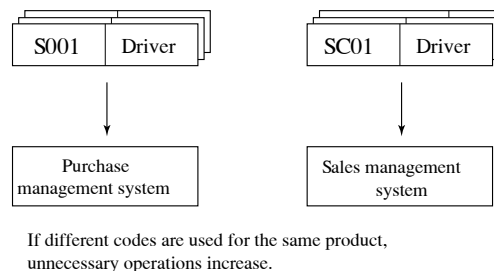 S001 Driver
SC01 Driver
Purchase
management system
Sales management
system
If different codes are used for the same product,
unnecessary operations increase.